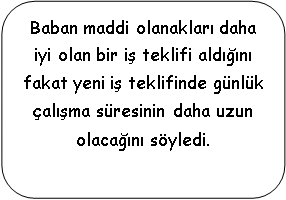 Baban maddi olanakları daha
iyi olan bir iş teklifi aldığını
fakat yeni iş teklifinde günlük
çalışma süresinin daha uzun
olacağını söyledi.